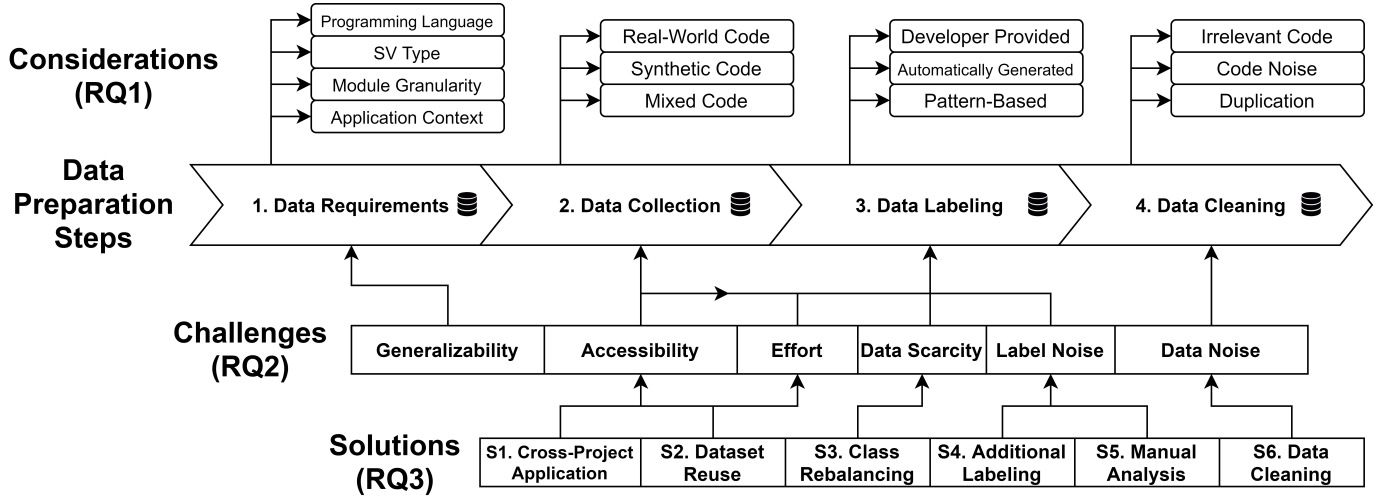 Considerations
(RQ1)
Programming Language
SV Type
Module Granularity
Application Context
Real-World Code
Synthetic Code
Mixed Code
Developer Provided
Automatically Generated
Pattern-Based
Irrelevant Code
Code Noise
Duplication
Data
Preparation
Steps
1. Data Requirements
2. Data Collection
3. Data Labeling
4. Data Cleaning
Challenges
(RQ2)
Generalizability
Accessibility
Effort
Data Scarcity
Label Noise
Data Noise
Solutions
(RQ3)
S1. Cross-Project
Application
S2. Dataset
Reuse
S3. Class
Rebalancing
S4. Additional
Labeling
S5. Manual
Analysis
S6. Data
Cleaning